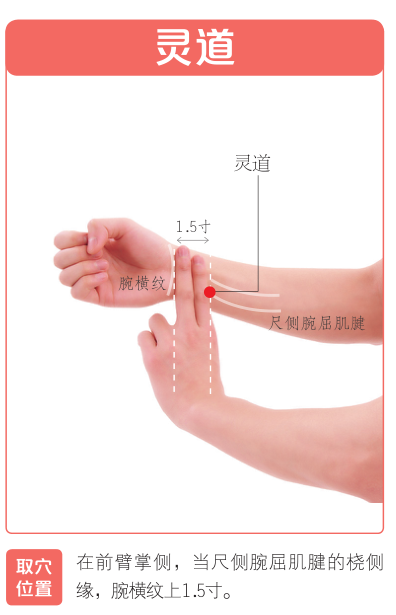 灵道
灵道
1.5寸
腕横纹
尺侧腕屈肌腱
取穴
位置
在前臂掌侧，当尺侧腕屈肌腱的桡侧
缘，腕横纹上1.5寸。